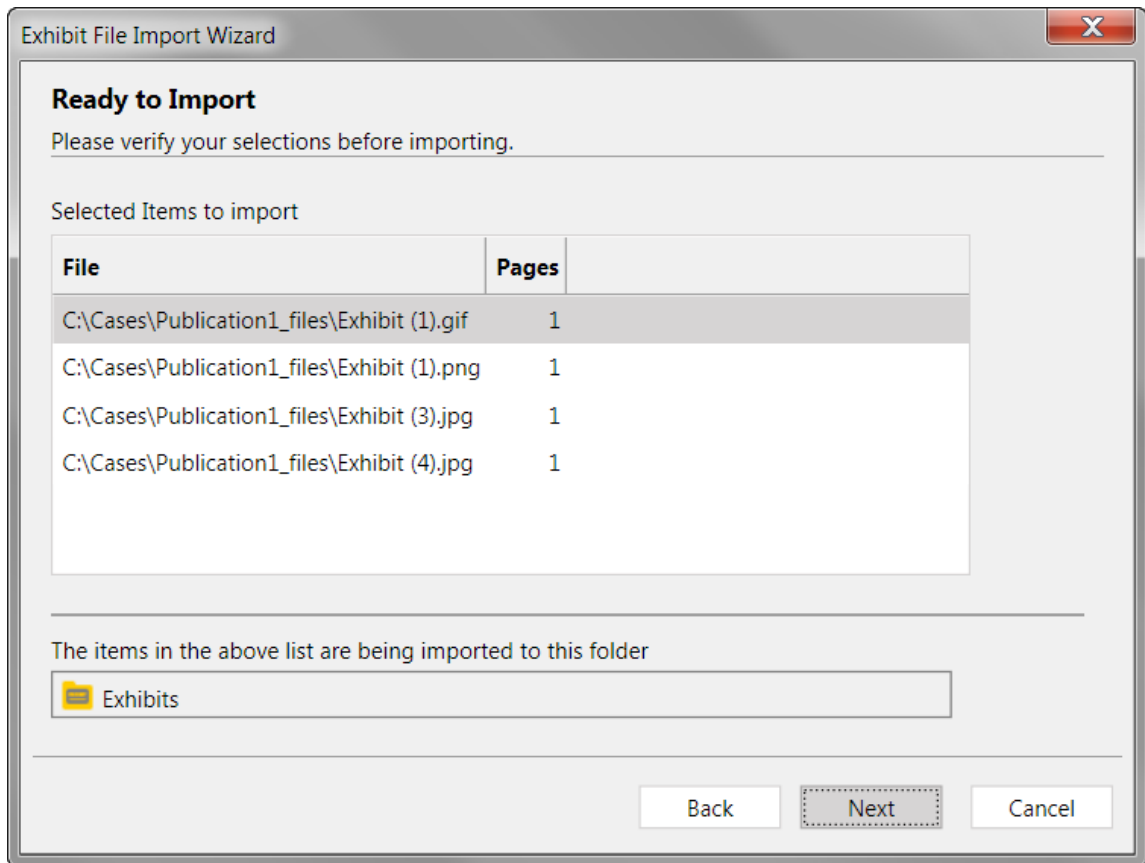 Exhibit File Import Wizard
Ready to Import
Please verify your selections before importing.
Selected Items to import
File Pages
C:\Cases\Publication1_files\Exhibit (1).gif 1
C:\Cases\Publication1_files\Exhibit (1).png 1
C:\Cases\Publication1_files\Exhibit (3).jpg 1
C:\Cases\Publication1_files\Exhibit (4).jpg 1
The items in the above list are being imported to this folder
Exhibits
Back Next Cancel